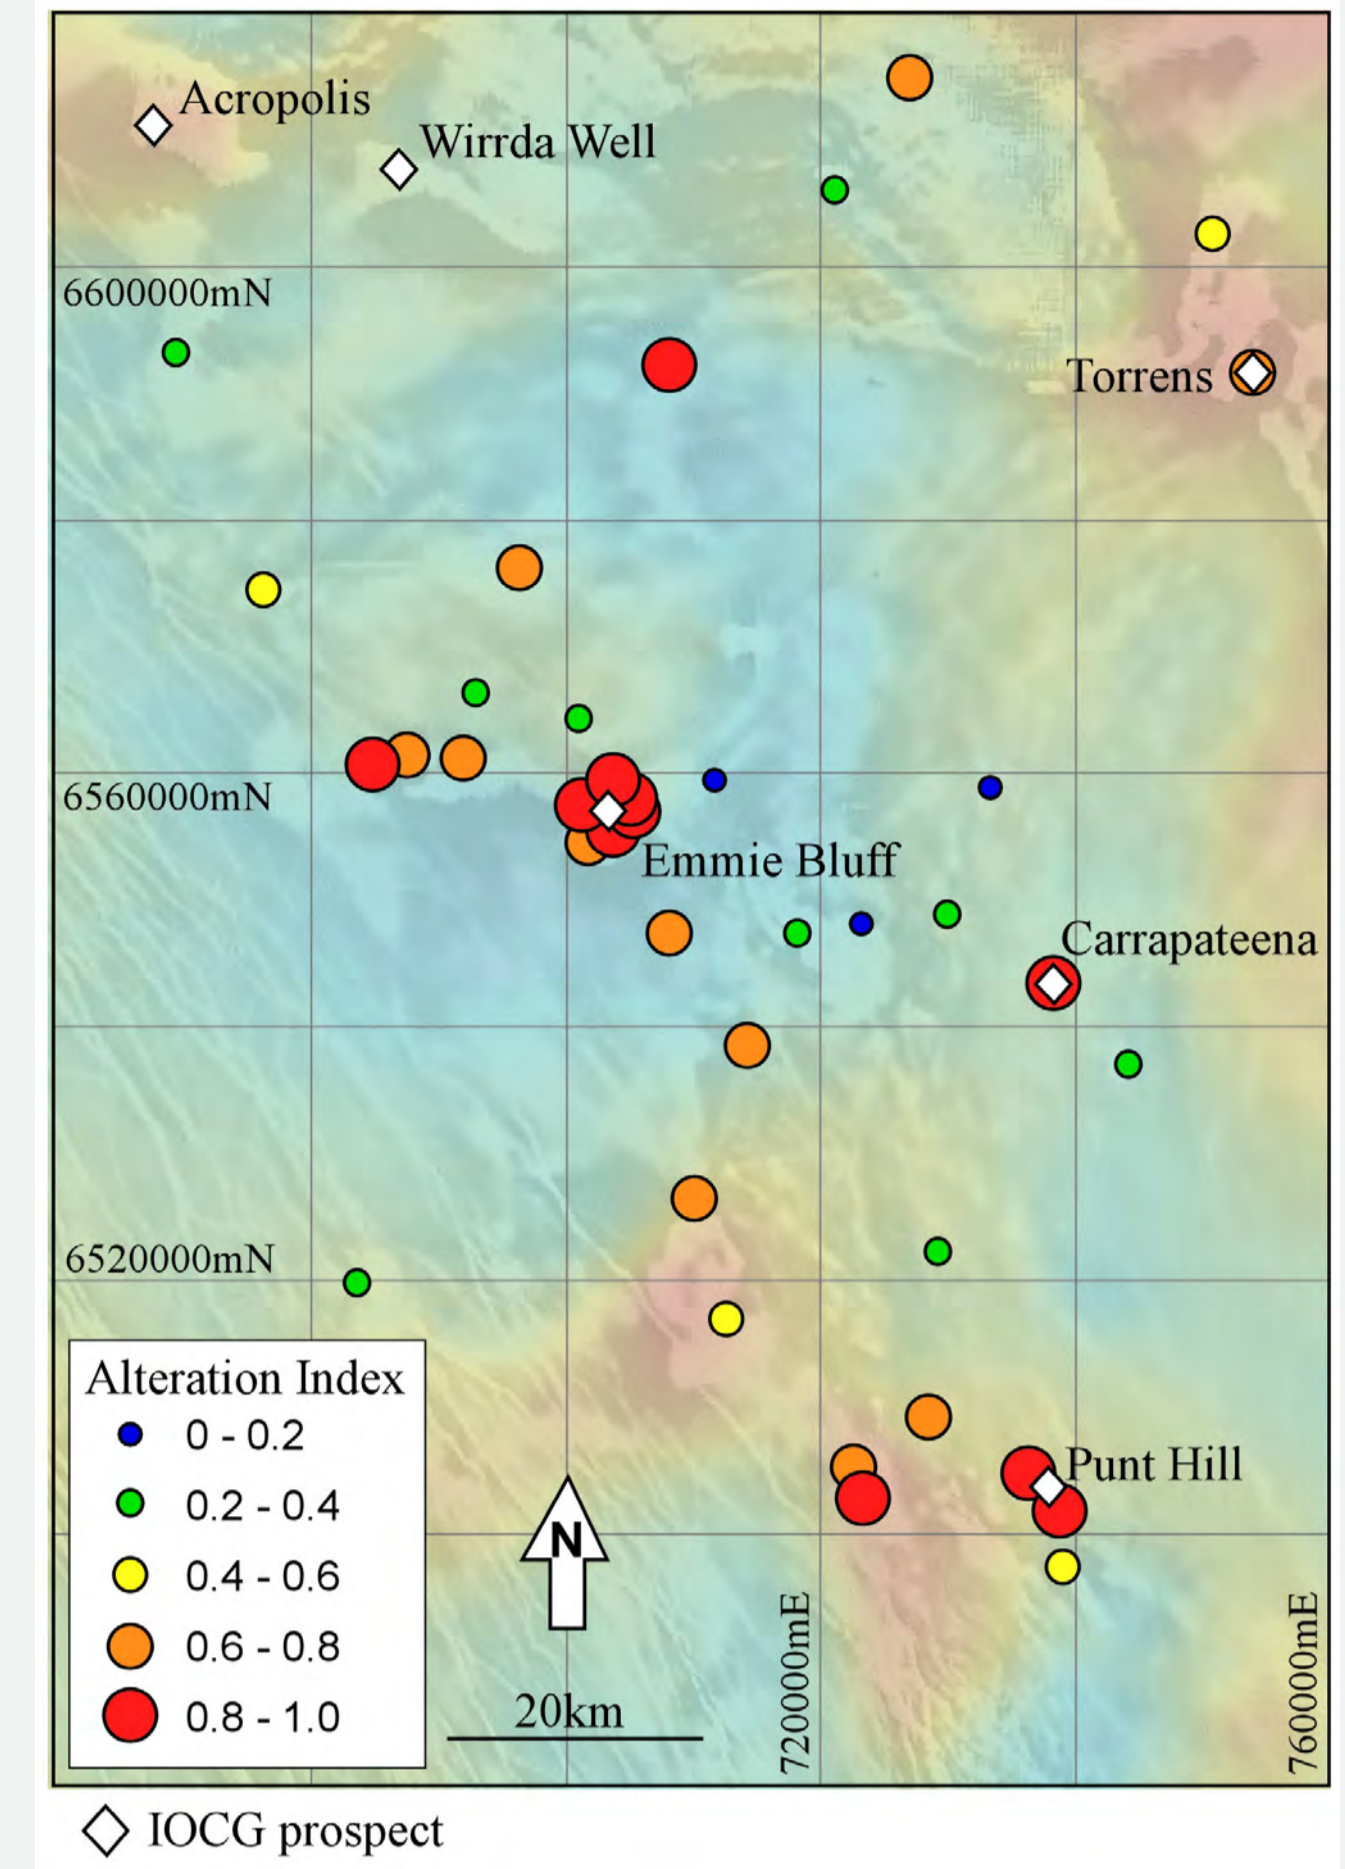 Acropolis
Wirrda Well
6600000mN
Torrens
6560000mN
Emmie Bluff
Carrapateena
6520000mN
Alteration Index
0 - 0.2
0.2 - 0.4
0.4 - 0.6
0.6 - 0.8
0.8 - 1.0
Punt Hill
N
20km
720000mE
760000mE
IOCG prospect